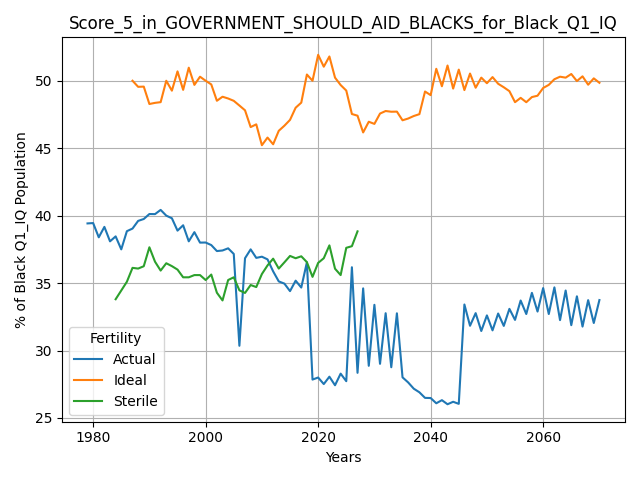 Score_5_in_GOVERNMENT_SHOULD_AID_BLACKS_for_Black_Q1_IQ
% of Black Q1_IQ Population
50
45
40
35
30
25
Fertility
Actual
Ideal
Sterile
1980
2000
2020
2040
2060
Years